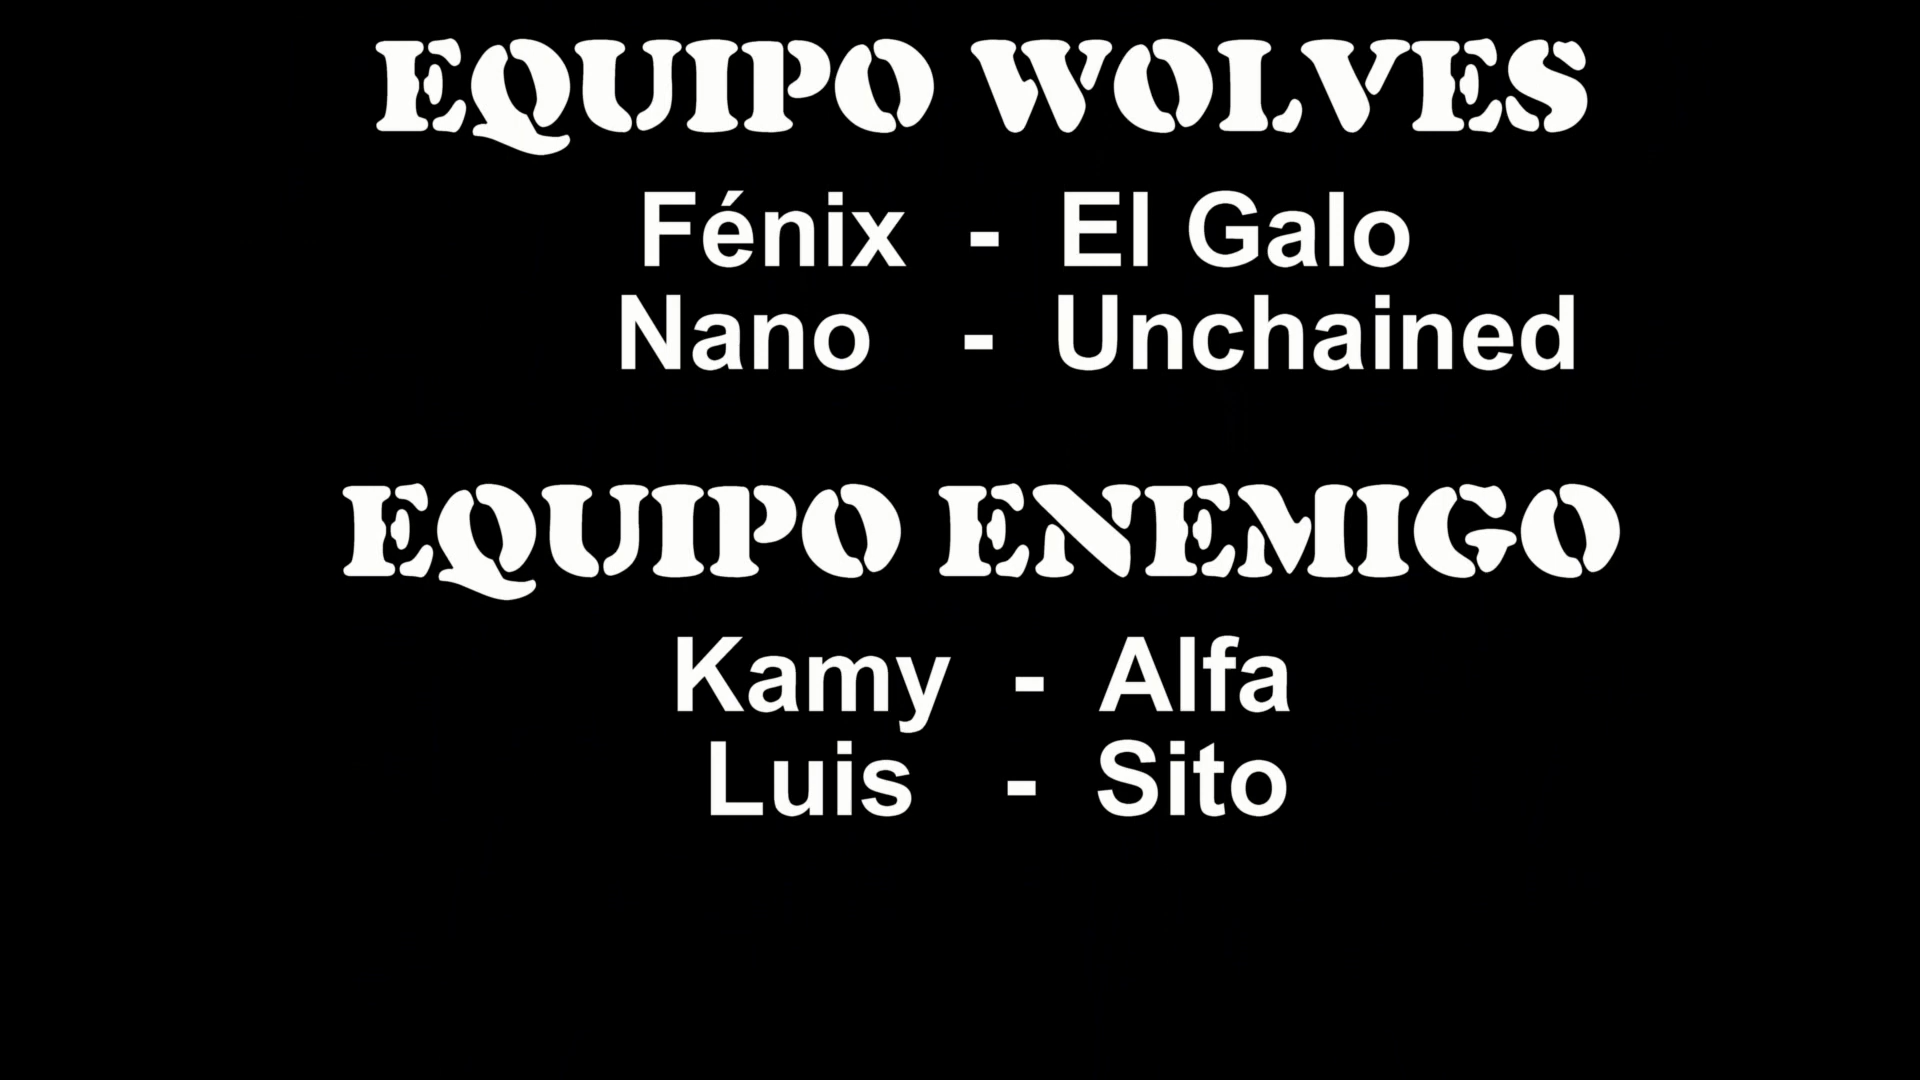 EQUIPO WOLVES
Fénix - El Galo
Nano - Unchained
EQUIPO ENEMIGO
Kamy - Alfa
Luis - Sito